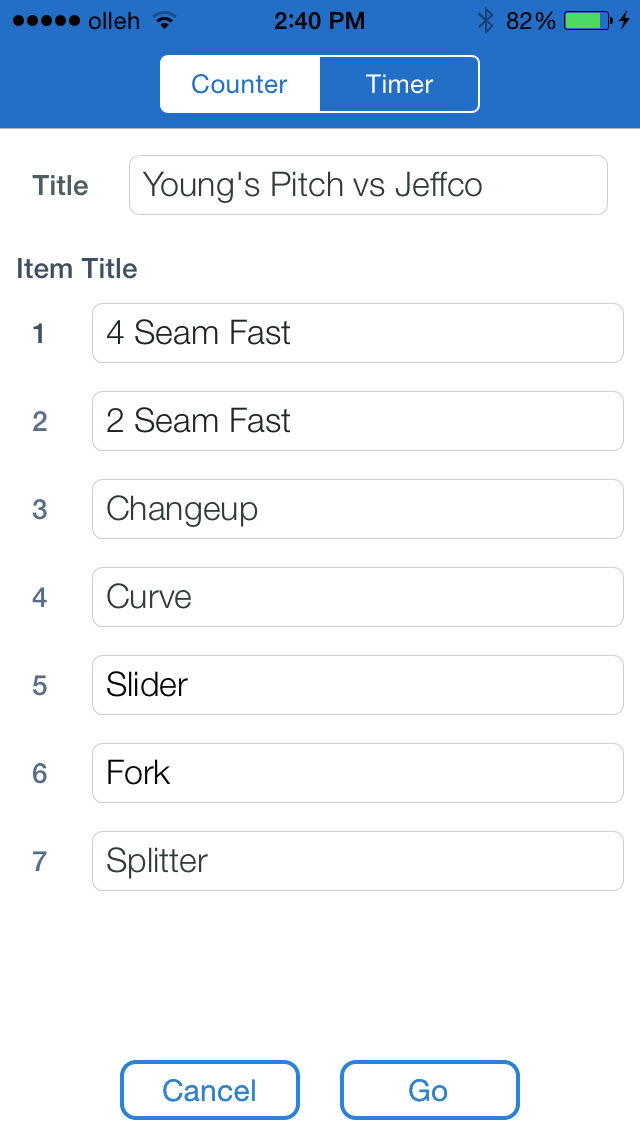 olleh 2:40 PM 82%
Counter Timer
Title Young's Pitch vs Jeffco
Item Title
1 4 Seam Fast
2 2 Seam Fast
3 Changeup
4 Curve
5 Slider
6 Fork
7 Splitter
Cancel Go